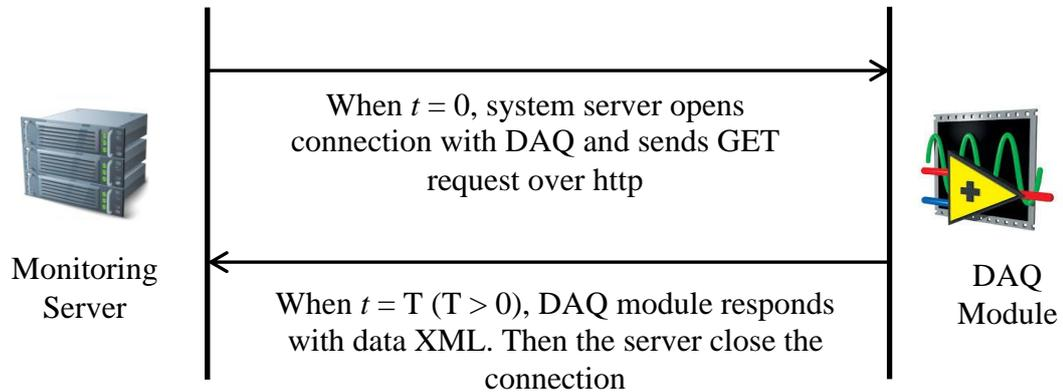 When t = 0, system server opens
connection with DAQ and sends GET
request over http
Monitoring
Server
DAQ
Module
When t = T (T > 0), DAQ module responds
with data XML. Then the server close the
connection